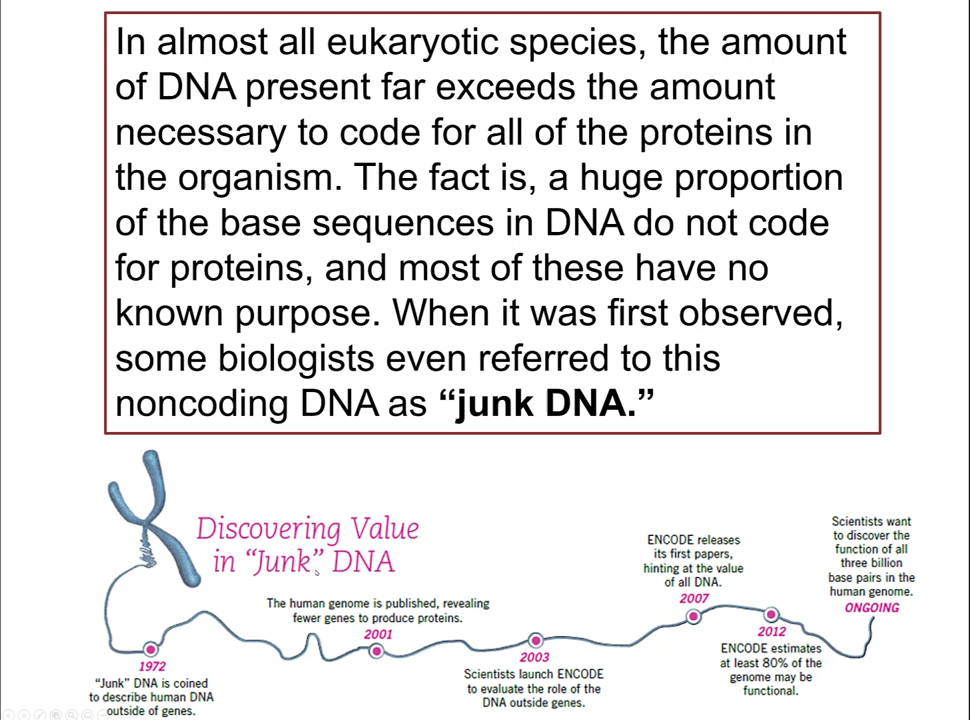 In almost all eukaryotic species, the amount
of DNA present far exceeds the amount
necessary to code for all of the proteins in
the organism. The fact is, a huge proportion
of the base sequences in DNA do not code
for proteins, and most of these have no
known purpose. When it was first observed,
some biologists even referred to this
noncoding DNA as “junk DNA.”
Discovering Value
in “Junk” DNA
1972
“Junk” DNA is coined
to describe human DNA
outside of genes.
The human genome is published, revealing
fewer genes to produce proteins.
2001
2003
Scientists launch ENCODE
to evaluate the role of the
DNA outside genes.
ENCODE releases
its first papers,
hinting at the value
of all DNA.
2007
2012
ENCODE estimates
at least 80% of the
genome may be
functional.
Scientists want
to discover the
function of all
three billion
base pairs in the
human genome.
ONGOING